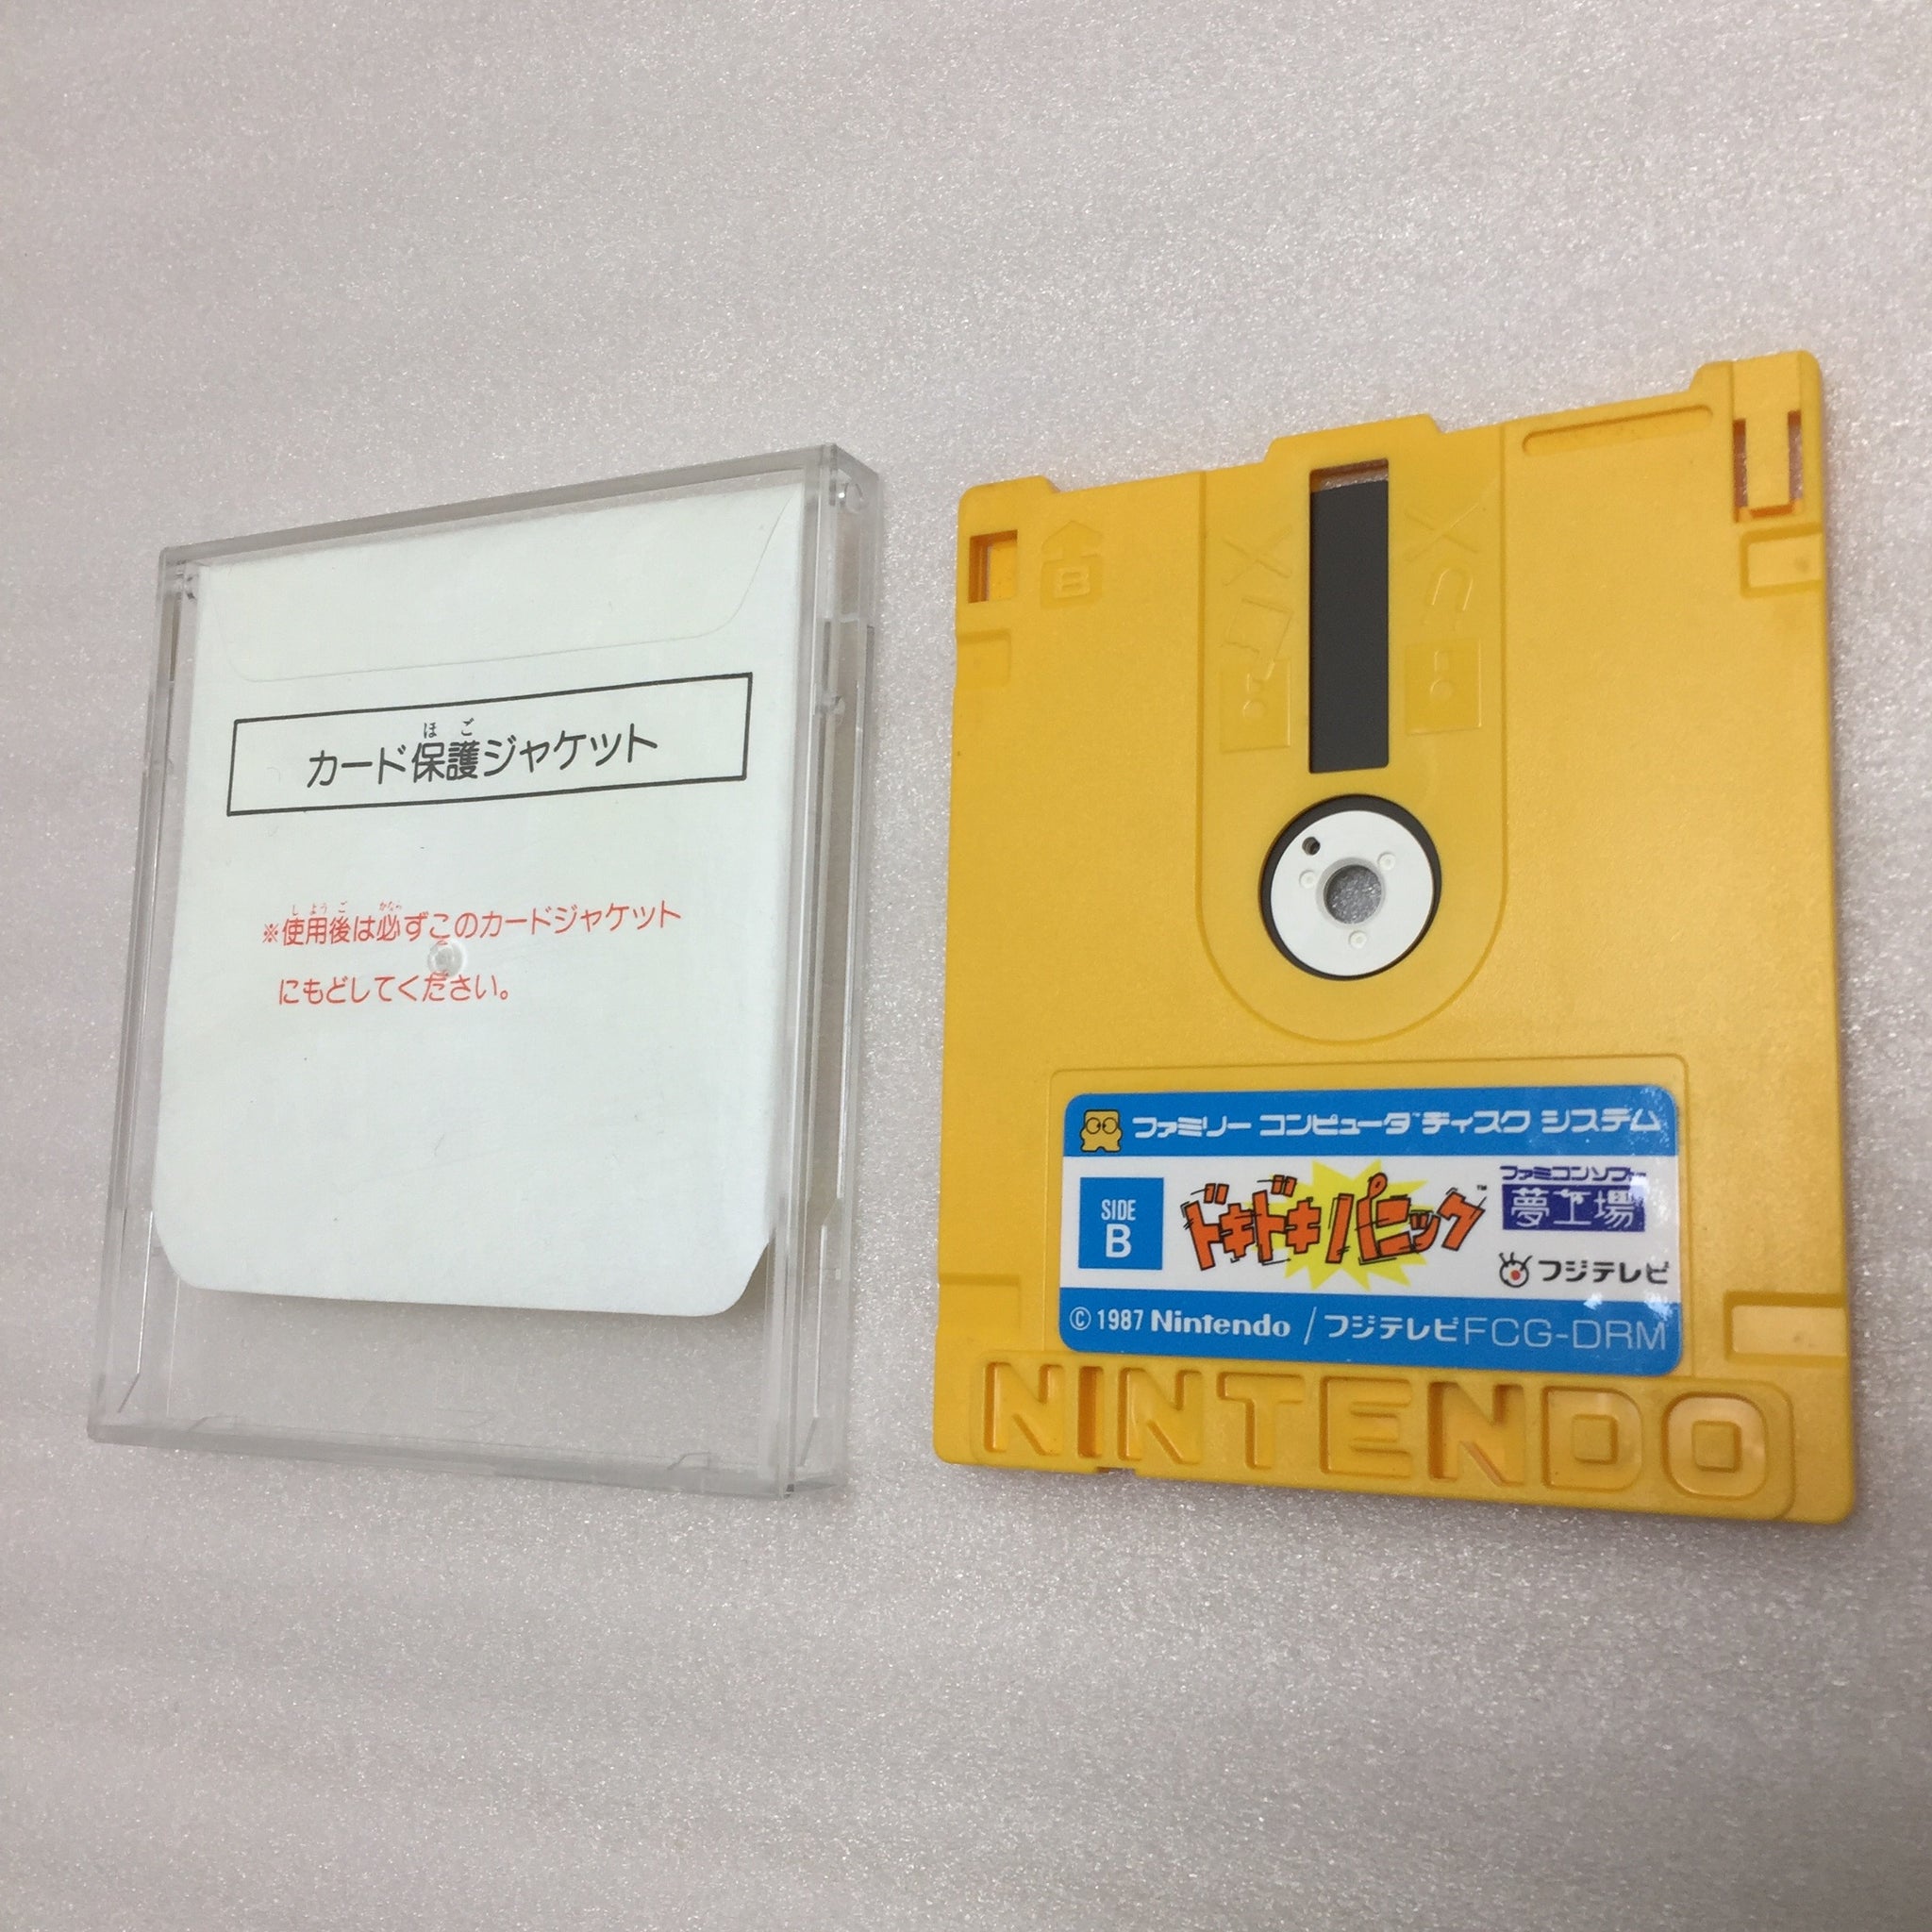 ほご
カード保護ジャケット
しようご かなら
※使用後は必ずこのカードジャケット
にもどしてください。
B
ファミリー コンピュータ™ ディスク システム
SIDE
B
ドキドキパニック™
ファミコンソフト
夢工場
フジテレビ
© 1987 Nintendo / フジテレビ FCG-DRM
NINTENDO